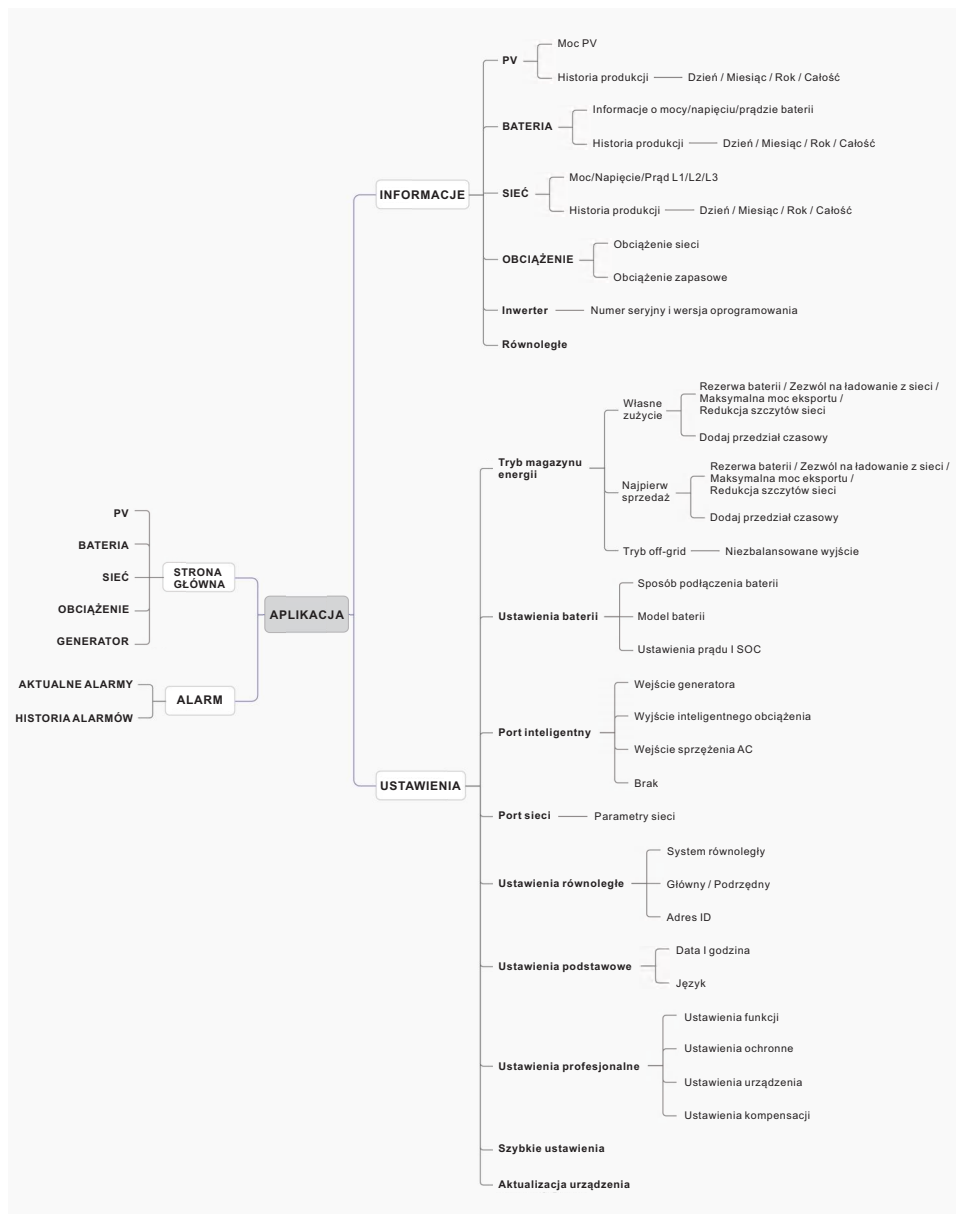 APLIKACJA
STRONA
GŁÓWNA
PV
BATERIA
SIEĆ
OBCIĄŻENIE
GENERATOR
ALARM
AKTUALNE ALARMY
HISTORIA ALARMÓW
INFORMACJE
PV
Moc PV
Historia produkcji
Dzień / Miesiąc / Rok / Całość
BATERIA
Informacje o mocy/napięciu/prądzie baterii
Historia produkcji
Dzień / Miesiąc / Rok / Całość
SIEĆ
Moc/Napięcie/Prąd L1/L2/L3
Historia produkcji
Dzień / Miesiąc / Rok / Całość
OBCIĄŻENIE
Obciążenie sieci
Obciążenie zapasowe
Inwerter
Numer seryjny i wersja oprogramowania
Równoległe
USTAWIENIA
Tryb magazynu
energii
Własne
zużycie
Rezerwa baterii / Zezwól na ładowanie z sieci /
Maksymalna moc eksportu /
Redukcja szczytów sieci
Dodaj przedział czasowy
Najpierw
sprzedaż
Rezerwa baterii / Zezwól na ładowanie z sieci /
Maksymalna moc eksportu /
Redukcja szczytów sieci
Dodaj przedział czasowy
Tryb off-grid
Niezbalansowane wyjście
Ustawienia baterii
Sposób podłączenia baterii
Model baterii
Ustawienia prądu I SOC
Port inteligentny
Wejście generatora
Wyjście inteligentnego obciążenia
Wejście sprzężenia AC
Brak
Port sieci
Parametry sieci
Ustawienia równoległe
System równoległy
Główny / Podrzędny
Adres ID
Ustawienia podstawowe
Data I godzina
Język
Ustawienia profesjonalne
Ustawienia funkcji
Ustawienia ochronne
Ustawienia urządzenia
Ustawienia kompensacji
Szybkie ustawienia
Aktualizacja urządzenia